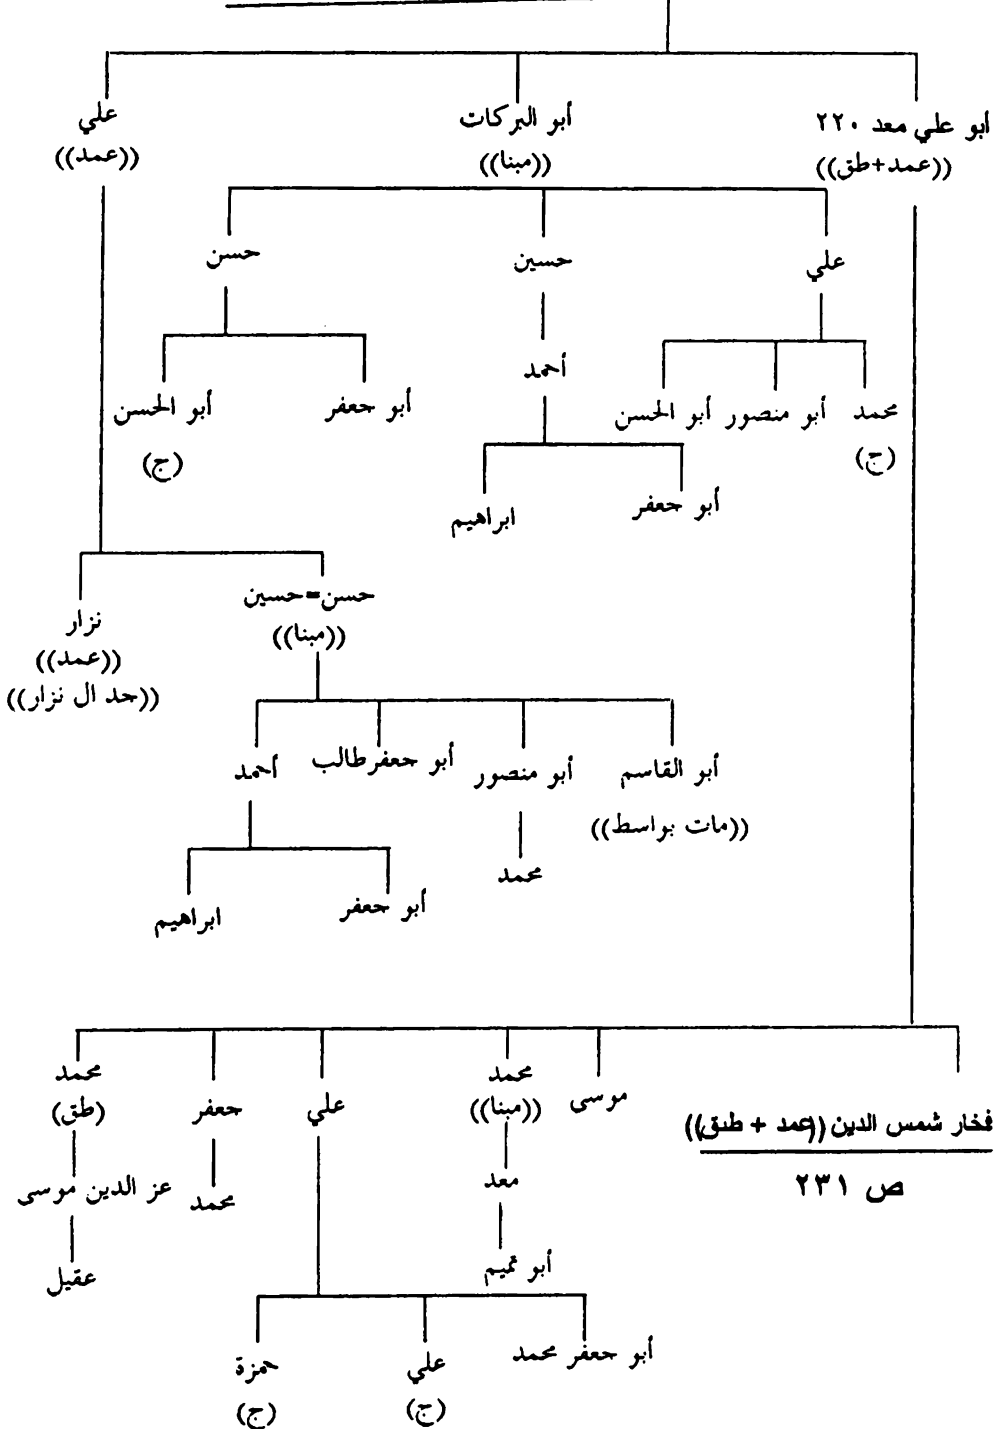 أبو علي معد ٢٢٠
((عمد+طق))
أبو البركات
((مبنا))
علي
((عمد))
علي
حسين
حسن
محمد
(ج)
أبو منصور
أبو الحسن
أحمد
أبو جعفر
أبو الحسن
(ج)
أبو جعفر
ابراهيم
حسن=حسين
((مبنا))
نزار
((عمد))
((جد ال نزار))
أبو القاسم
((مات بواسط))
أبو منصور
أبو جعفر طالب
أحمد
محمد
أبو جعفر
ابراهيم
فخار شمس الدين ((عمد + طق))
ص ٢٣١
موسى
محمد
((مبنا))
علي
جعفر
محمد
(طق)
معد
محمد
عز الدين موسى
أبو تميم
عقيل
أبو جعفر محمد
علي
(ج)
حمزة
(ج)